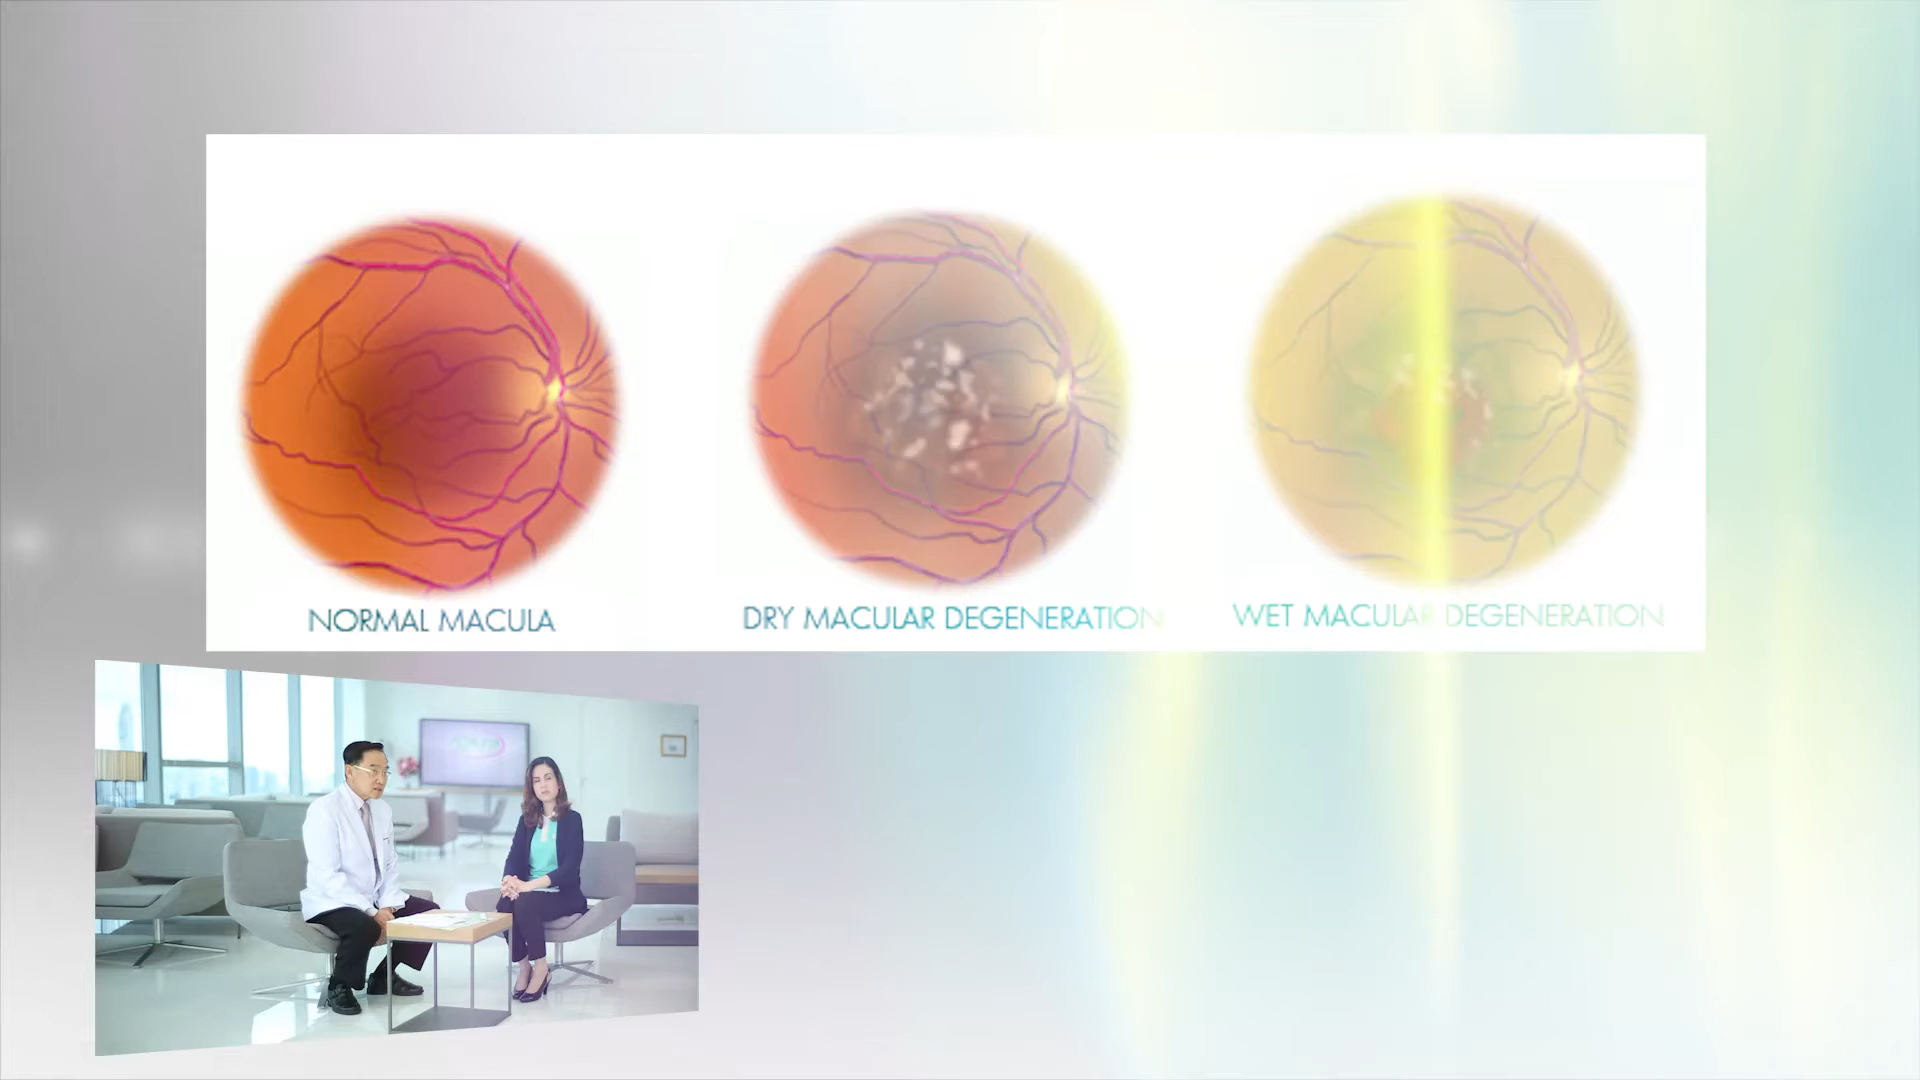 NORMAL MACULA
DRY MACULAR DEGENERATION
WET MACULAR DEGENERATION